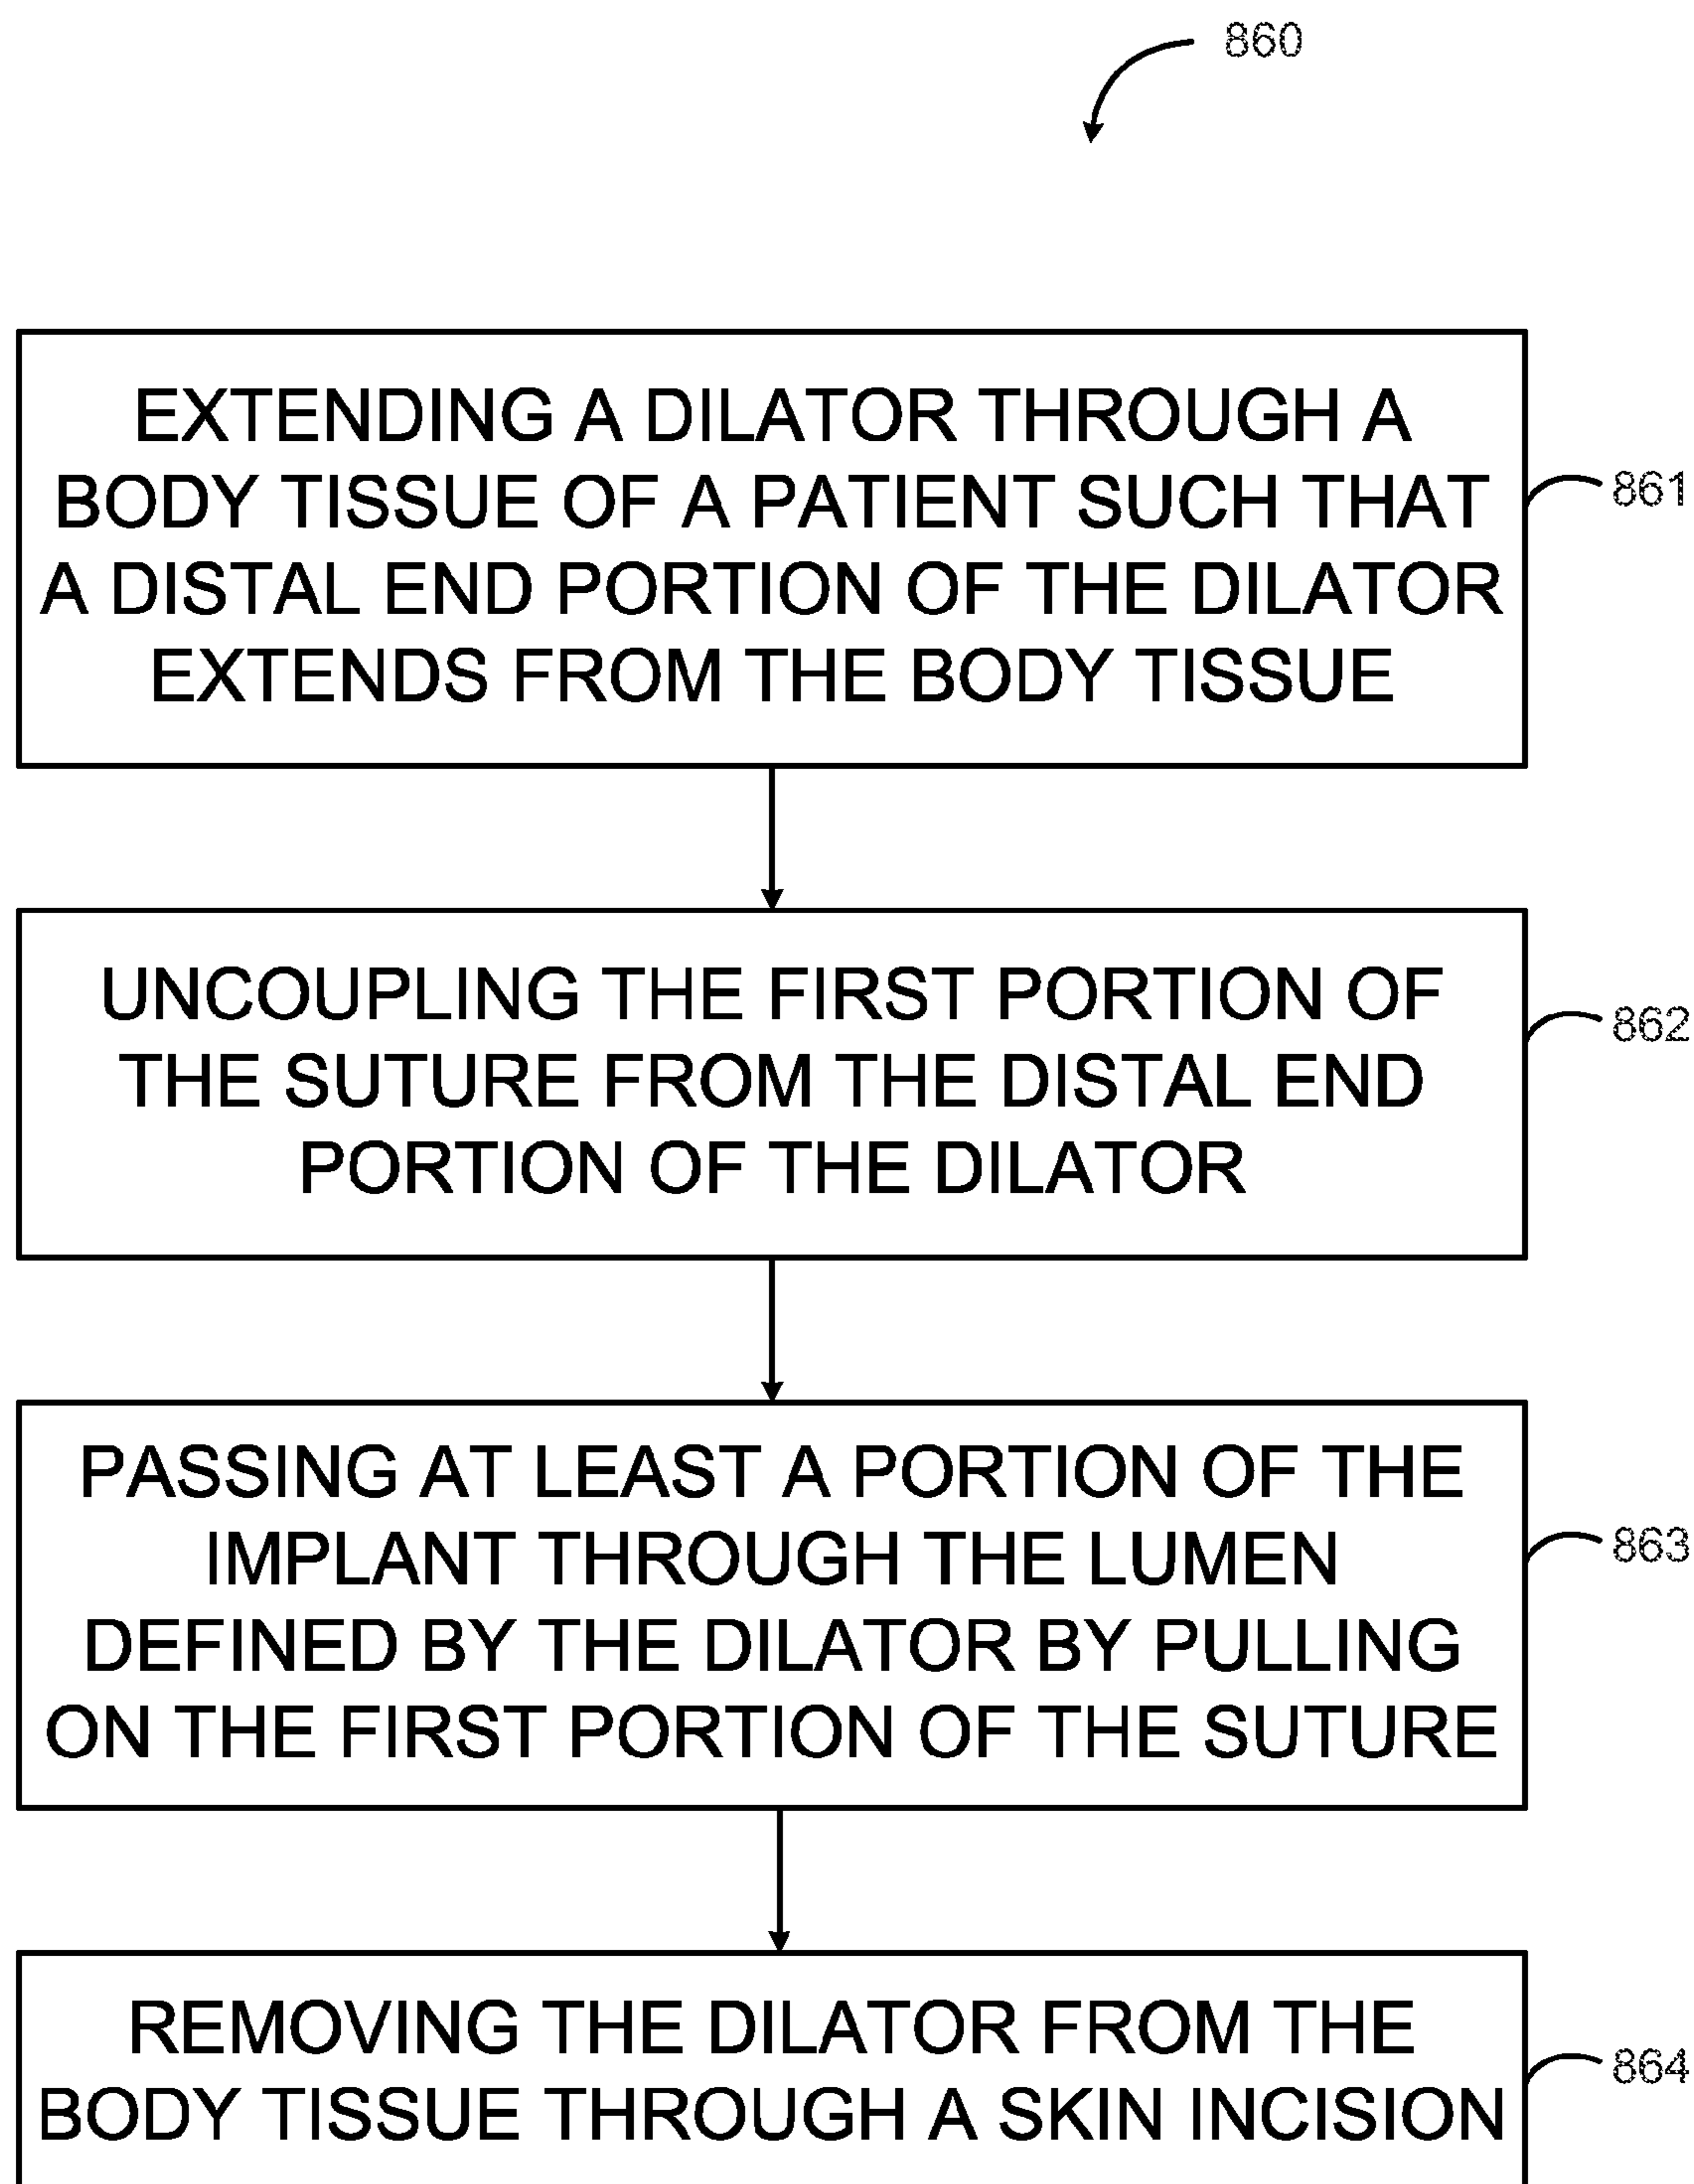 860
EXTENDING A DILATOR THROUGH A
BODY TISSUE OF A PATIENT SUCH THAT
A DISTAL END PORTION OF THE DILATOR
EXTENDS FROM THE BODY TISSUE
861
UNCOUPLING THE FIRST PORTION OF
THE SUTURE FROM THE DISTAL END
PORTION OF THE DILATOR
862
PASSING AT LEAST A PORTION OF THE
IMPLANT THROUGH THE LUMEN
DEFINED BY THE DILATOR BY PULLING
ON THE FIRST PORTION OF THE SUTURE
863
REMOVING THE DILATOR FROM THE
BODY TISSUE THROUGH A SKIN INCISION
864